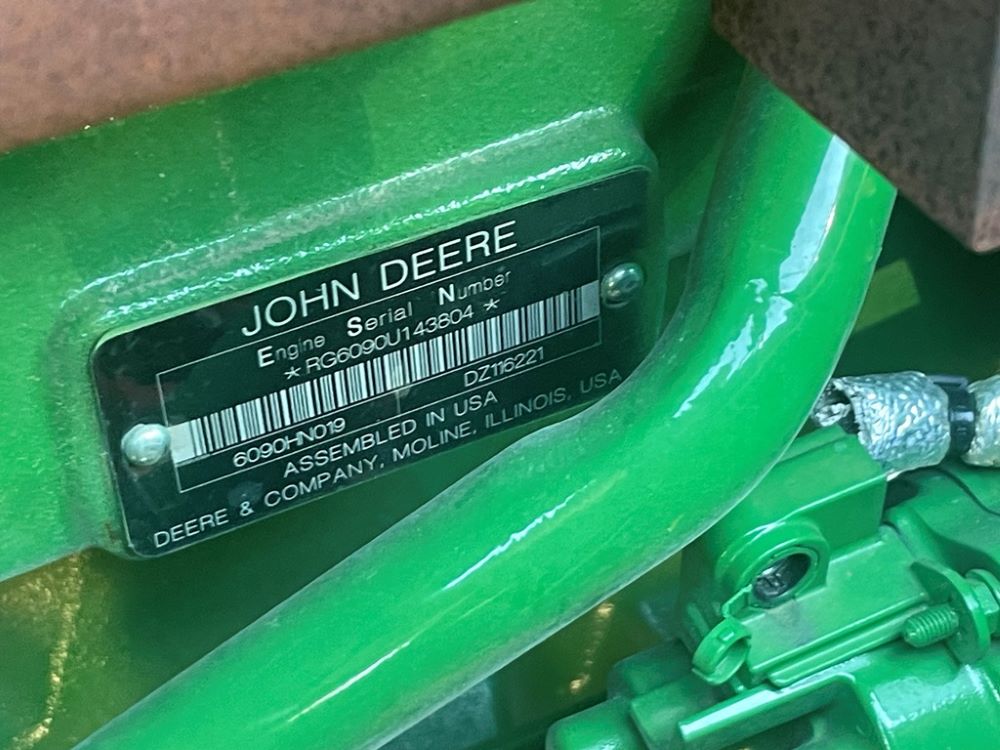 JOHN DEERE
Engine Serial Number
*RG6090U143804*
6090HN019 DZ116221
ASSEMBLED IN USA
DEERE & COMPANY, MOLINE, ILLINOIS, USA